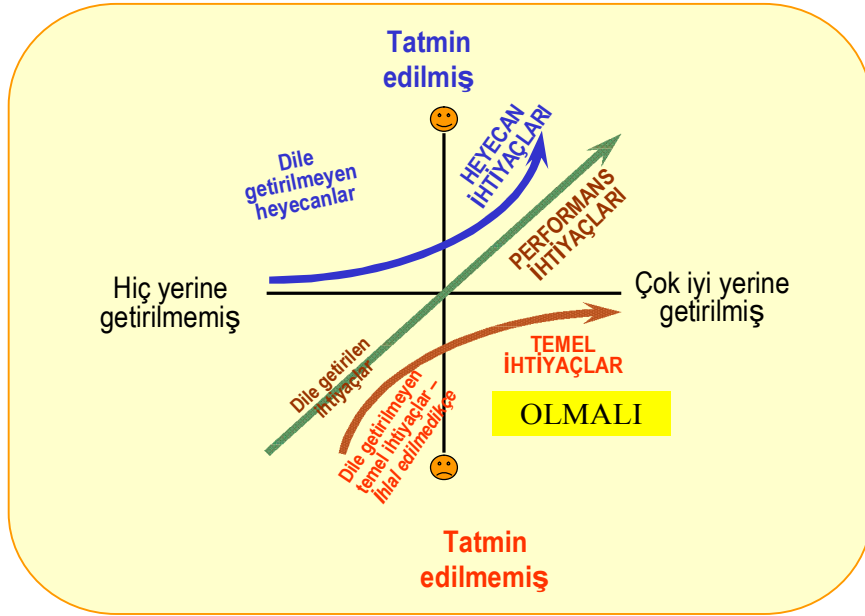 Tatmin
edilmiş
Dile
getirilmeyen
heyecanlar
HEYECAN
İHTİYAÇLARI
PERFORMANS
İHTİYAÇLARI
Hiç yerine
getirilmemiş
Çok iyi yerine
getirilmiş
Dile getirilen
ihtiyaçlar
Dile getirilmeyen
temel ihtiyaçlar –
İhlal edilmedikçe
TEMEL
İHTİYAÇLAR
OLMALI
Tatmin
edilmemiş